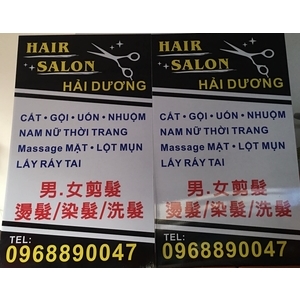 HAIR
SALON
HẢI DƯƠNG
CẮT • GỌI • UỐN • NHUỘM
NAM NỮ THỜI TRANG
Massage MẶT • LỘT MỤN
LẤY RÁY TAI
男.女剪髮
燙髮/染髮/洗髮
TEL:
0968890047
HAIR
SALON
HẢI DƯƠNG
CẮT • GỌI • UỐN • NHUỘM
NAM NỮ THỜI TRANG
Massage MẶT • LỘT MỤN
LẤY RÁY TAI
男.女剪髮
燙髮/染髮/洗髮
TEL:
0968890047